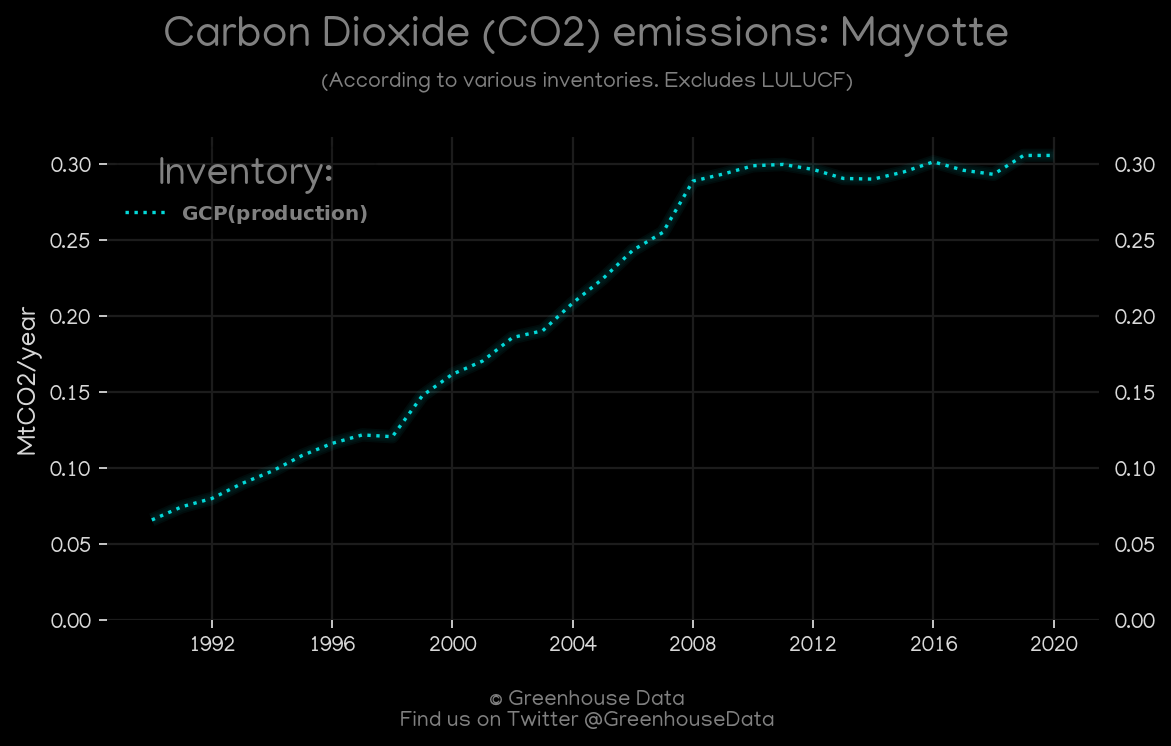 Carbon Dioxide (CO2) emissions: Mayotte
(According to various inventories. Excludes LULUCF)
Inventory:
GCP(production)
MtCO2/year
0.30
0.25
0.20
0.15
0.10
0.05
0.00
0.30
0.25
0.20
0.15
0.10
0.05
0.00
1992 1996 2000 2004 2008 2012 2016 2020
© Greenhouse Data
Find us on Twitter @GreenhouseData